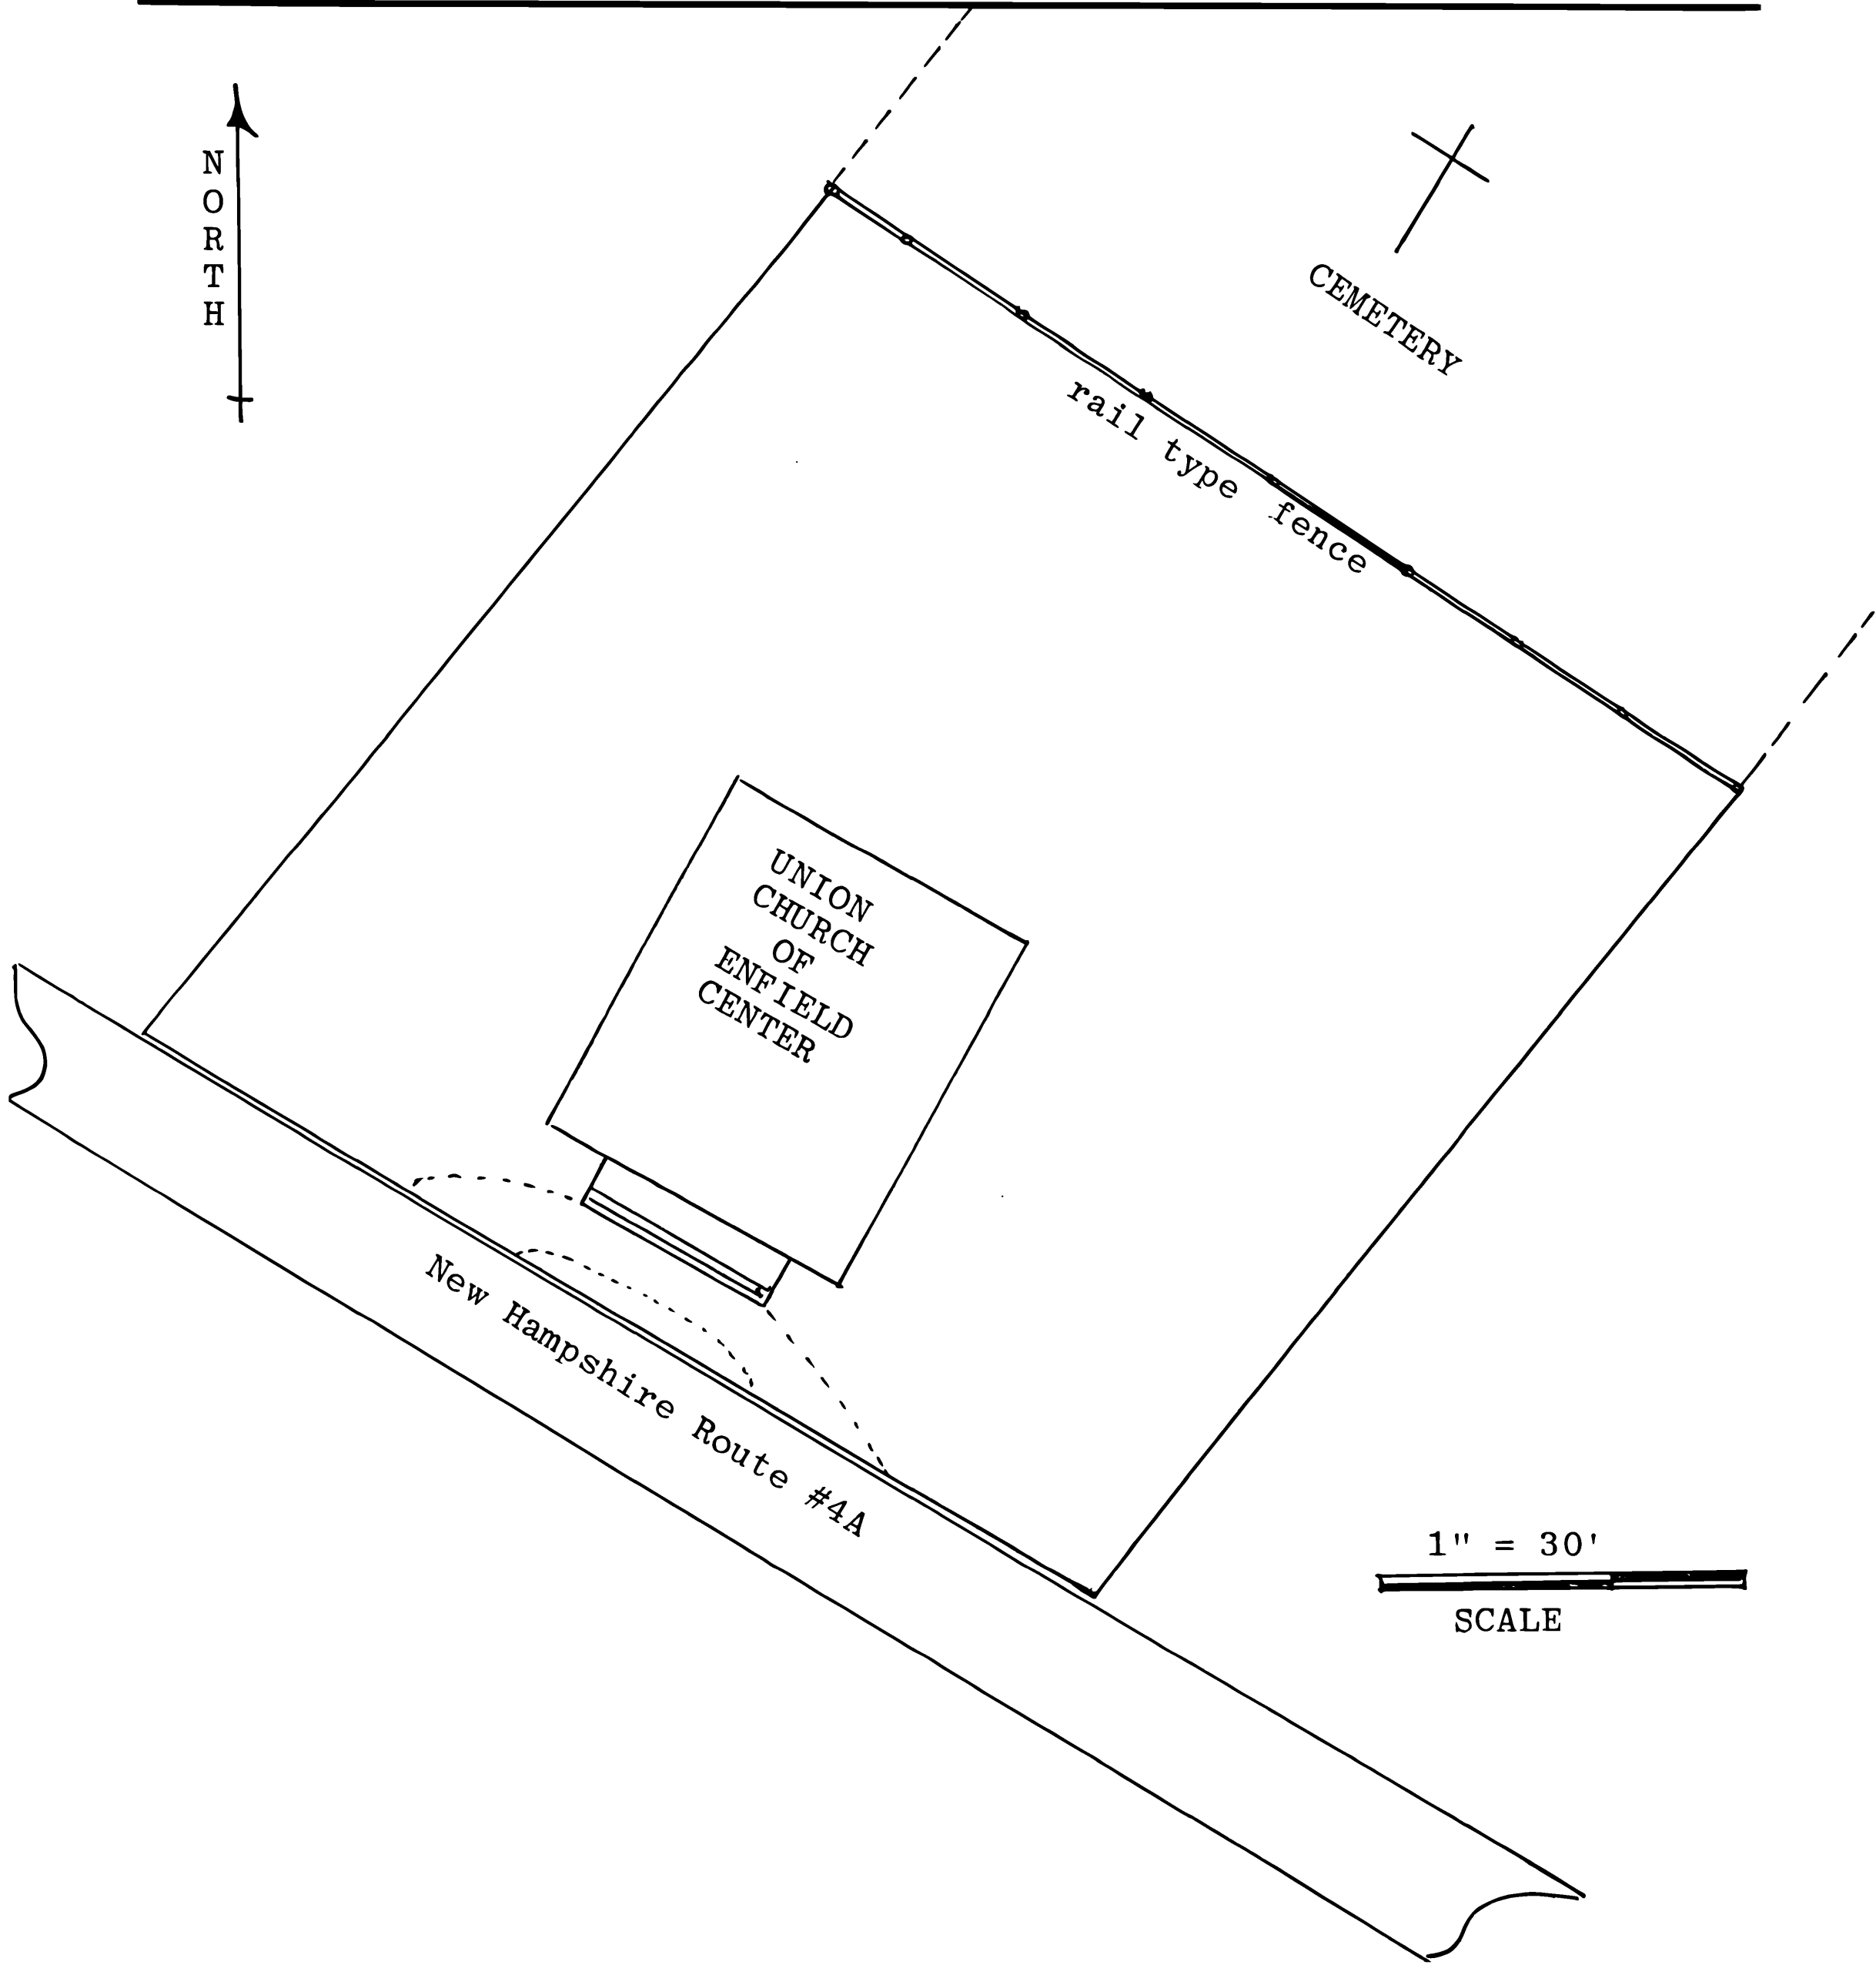 NORTH
CEMETERY
rail type fence
UNION
CHURCH
OF
ENFIELD
CENTER
New Hampshire Route #4A
1" = 30'
SCALE